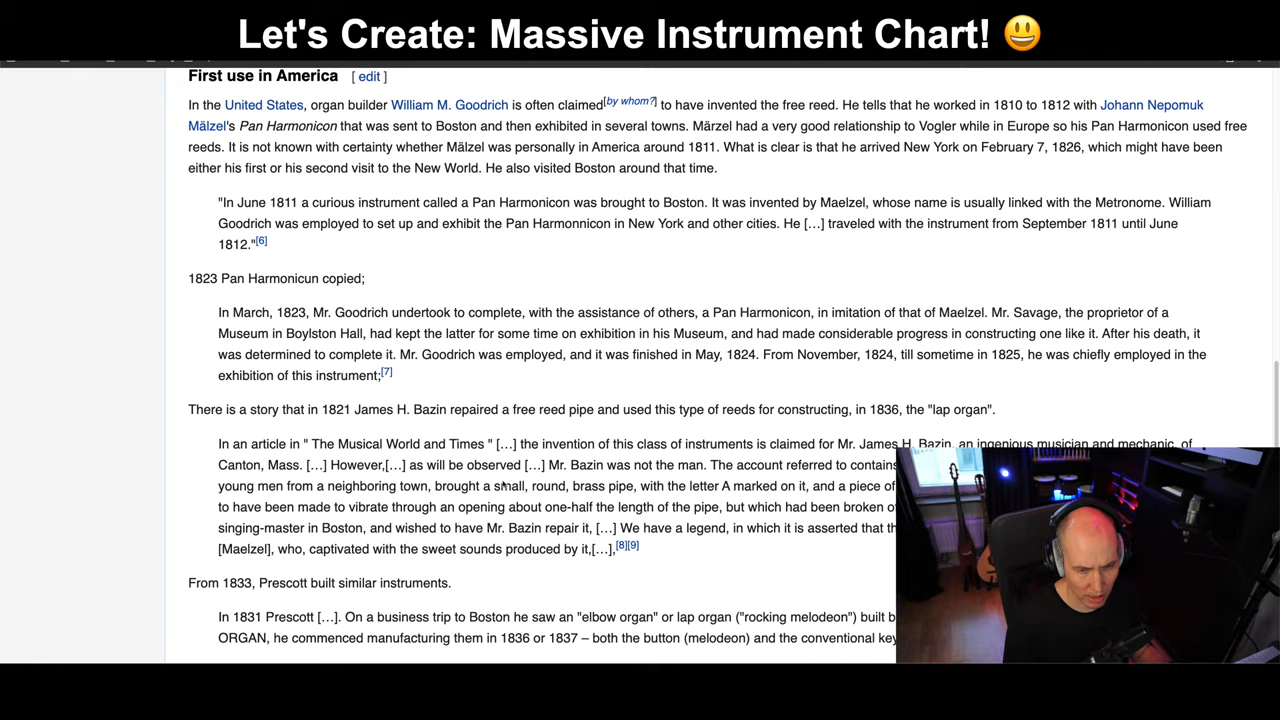 Let's Create: Massive Instrument Chart! 😃
First use in America [ edit ]
In the United States, organ builder William M. Goodrich is often claimed[by whom?] to have invented the free reed. He tells that he worked in 1810 to 1812 with Johann Nepomuk
Mälzel's Pan Harmonicon that was sent to Boston and then exhibited in several towns. Märzel had a very good relationship to Vogler while in Europe so his Pan Harmonicon used free
reeds. It is not known with certainty whether Mälzel was personally in America around 1811. What is clear is that he arrived New York on February 7, 1826, which might have been
either his first or his second visit to the New World. He also visited Boston around that time.
"In June 1811 a curious instrument called a Pan Harmonicon was brought to Boston. It was invented by Maelzel, whose name is usually linked with the Metronome. William
Goodrich was employed to set up and exhibit the Pan Harmonnicon in New York and other cities. He […] traveled with the instrument from September 1811 until June
1812."[6]
1823 Pan Harmonicun copied;
In March, 1823, Mr. Goodrich undertook to complete, with the assistance of others, a Pan Harmonicon, in imitation of that of Maelzel. Mr. Savage, the proprietor of a
Museum in Boylston Hall, had kept the latter for some time on exhibition in his Museum, and had made considerable progress in constructing one like it. After his death, it
was determined to complete it. Mr. Goodrich was employed, and it was finished in May, 1824. From November, 1824, till sometime in 1825, he was chiefly employed in the
exhibition of this instrument;[7]
There is a story that in 1821 James H. Bazin repaired a free reed pipe and used this type of reeds for constructing, in 1836, the "lap organ".
In an article in " The Musical World and Times " […] the invention of this class of instruments is claimed for Mr. James H. Bazin, an ingenious musician and mechanic, of
Canton, Mass. […] However,[…] as will be observed […] Mr. Bazin was not the man. The account referred to contains
young men from a neighboring town, brought a small, round, brass pipe, with the letter A marked on it, and a piece of
to have been made to vibrate through an opening about one-half the length of the pipe, but which had been broken
singing-master in Boston, and wished to have Mr. Bazin repair it, […] We have a legend, in which it is asserted that
[Maelzel], who, captivated with the sweet sounds produced by it,[…],[8][9]
From 1833, Prescott built similar instruments.
In 1831 Prescott […]. On a business trip to Boston he saw an "elbow organ" or lap organ ("rocking melodeon")
ORGAN, he commenced manufacturing them in 1836 or 1837 – both the button (melodeon) and the conventional